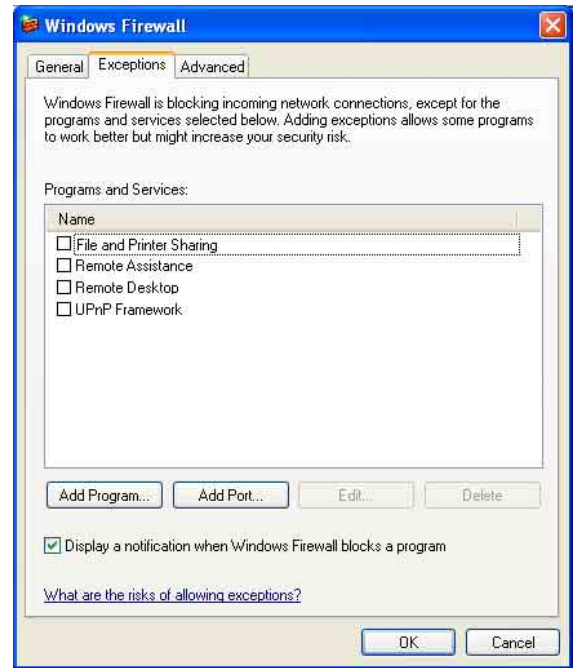 Windows Firewall
General Exceptions Advanced
Windows Firewall is blocking incoming network connections, except for the
programs and services selected below. Adding exceptions allows some programs
to work better but might increase your security risk.
Programs and Services:
Name
File and Printer Sharing
Remote Assistance
Remote Desktop
UPnP Framework
Add Program... Add Port... Edit... Delete
Display a notification when Windows Firewall blocks a program
What are the risks of allowing exceptions?
OK Cancel